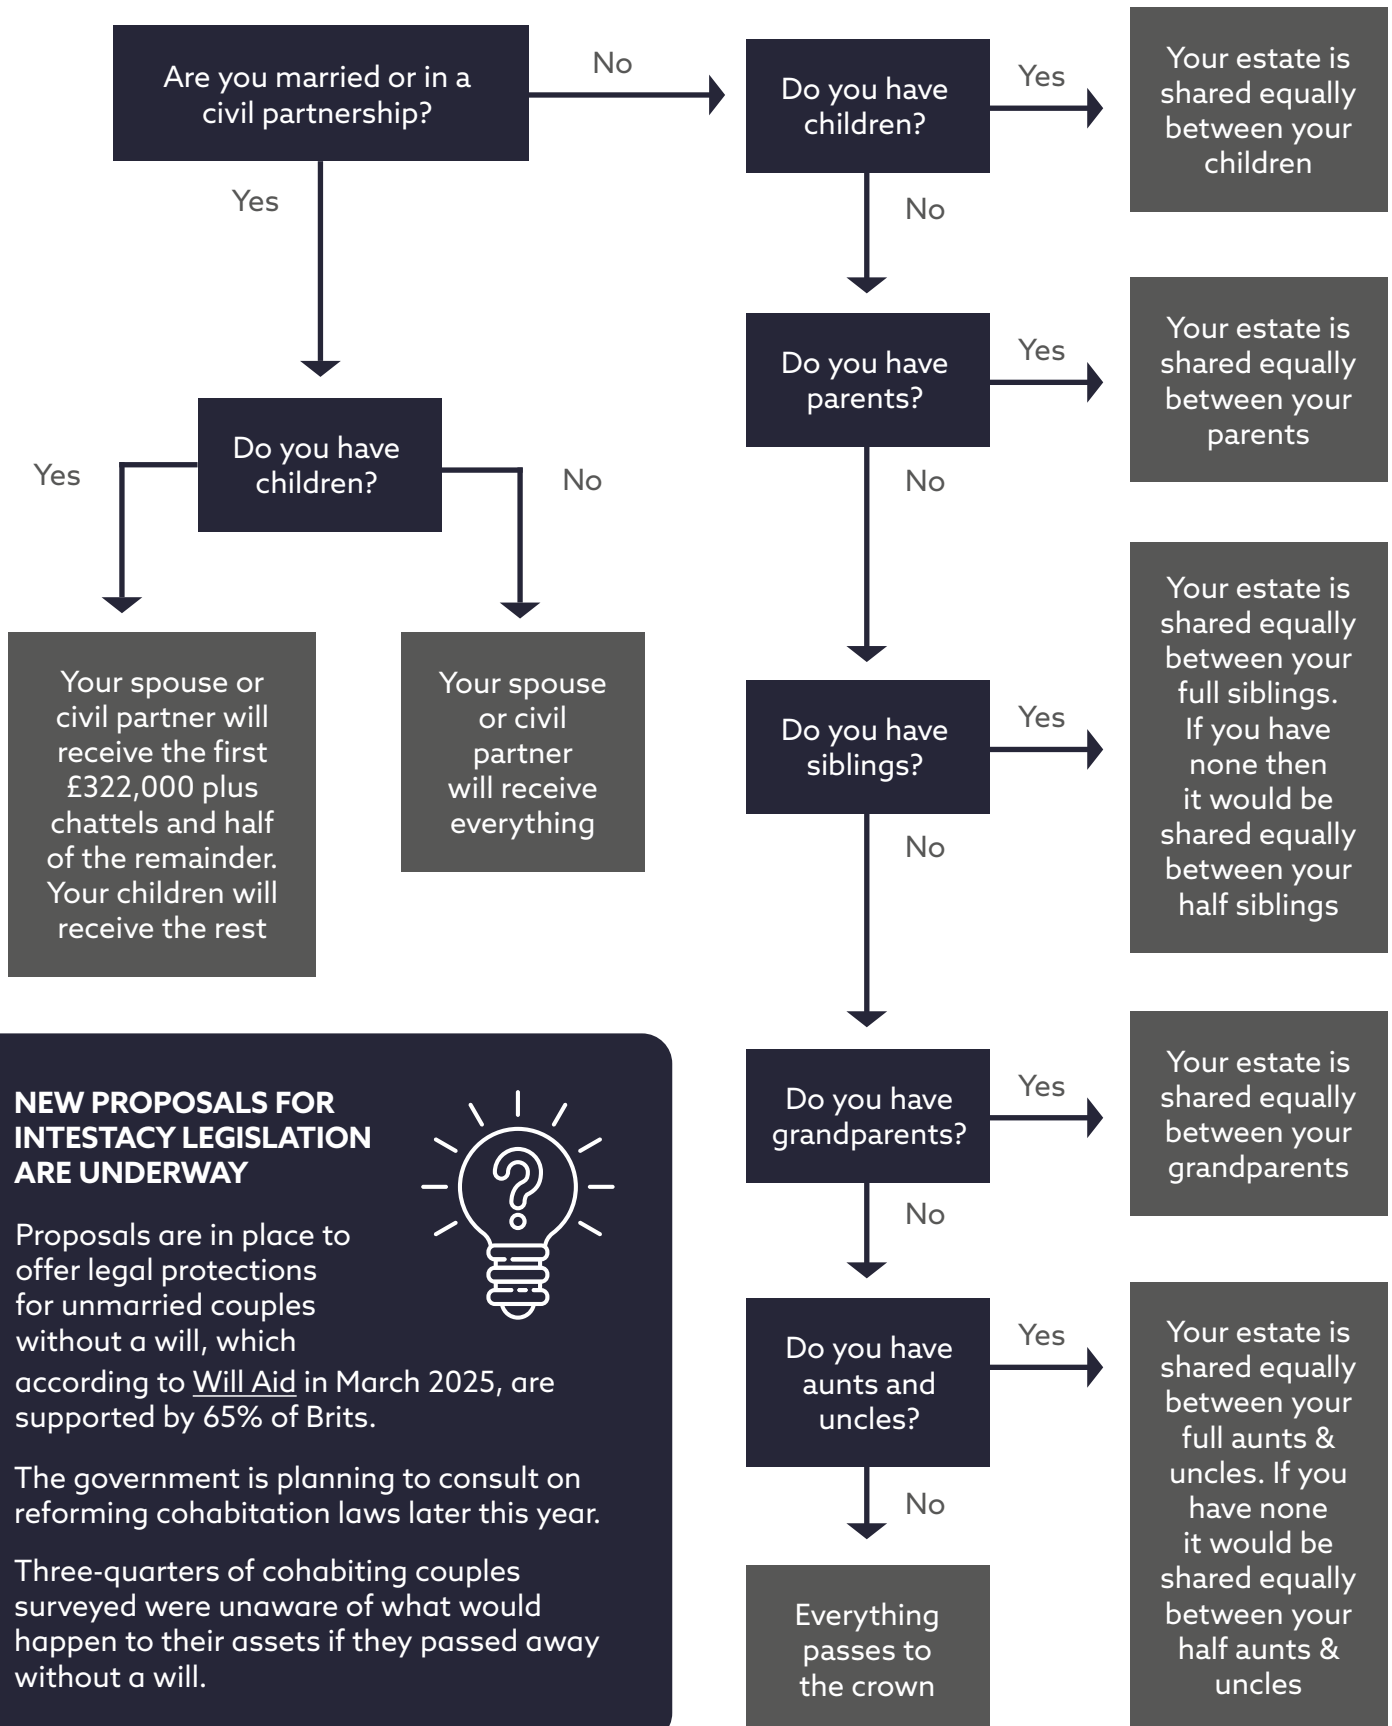 Are you married or in a
civil partnership?
No
Do you have
children?
Yes
Your estate is
shared equally
between your
children
Yes
No
Do you have
children?
Yes
No
Your spouse or
civil partner will
receive the first
£322,000 plus
chattels and half
of the remainder.
Your children will
receive the rest
Your spouse
or civil
partner
will receive
everything
Do you have
parents?
Yes
Your estate is
shared equally
between your
parents
No
Do you have
siblings?
Yes
Your estate is
shared equally
between your
full siblings.
If you have
none then
it would be
shared equally
between your
half siblings
No
Do you have
grandparents?
Yes
Your estate is
shared equally
between your
grandparents
No
Do you have
aunts and
uncles?
Yes
Your estate is
shared equally
between your
full aunts &
uncles. If you
have none
it would be
shared equally
between your
half aunts &
uncles
No
Everything
passes to
the crown
NEW PROPOSALS FOR
INTESTACY LEGISLATION
ARE UNDERWAY
Proposals are in place to
offer legal protections
for unmarried couples
without a will, which
according to Will Aid in March 2025, are
supported by 65% of Brits.
The government is planning to consult on
reforming cohabitation laws later this year.
Three-quarters of cohabiting couples
surveyed were unaware of what would
happen to their assets if they passed away
without a will.